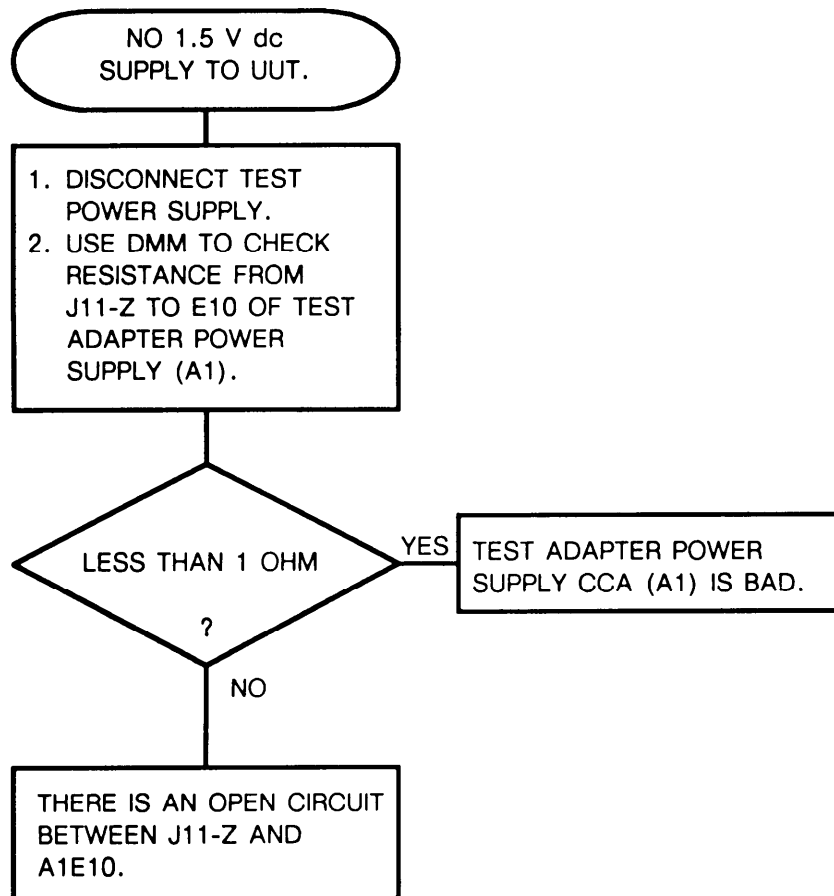 NO 1.5 V dc
SUPPLY TO UUT.
1. DISCONNECT TEST
POWER SUPPLY.
2. USE DMM TO CHECK
RESISTANCE FROM
J11-Z TO E10 OF TEST
ADAPTER POWER
SUPPLY (A1).
LESS THAN 1 OHM
?
YES
TEST ADAPTER POWER
SUPPLY CCA (A1) IS BAD.
NO
THERE IS AN OPEN CIRCUIT
BETWEEN J11-Z AND
A1E10.